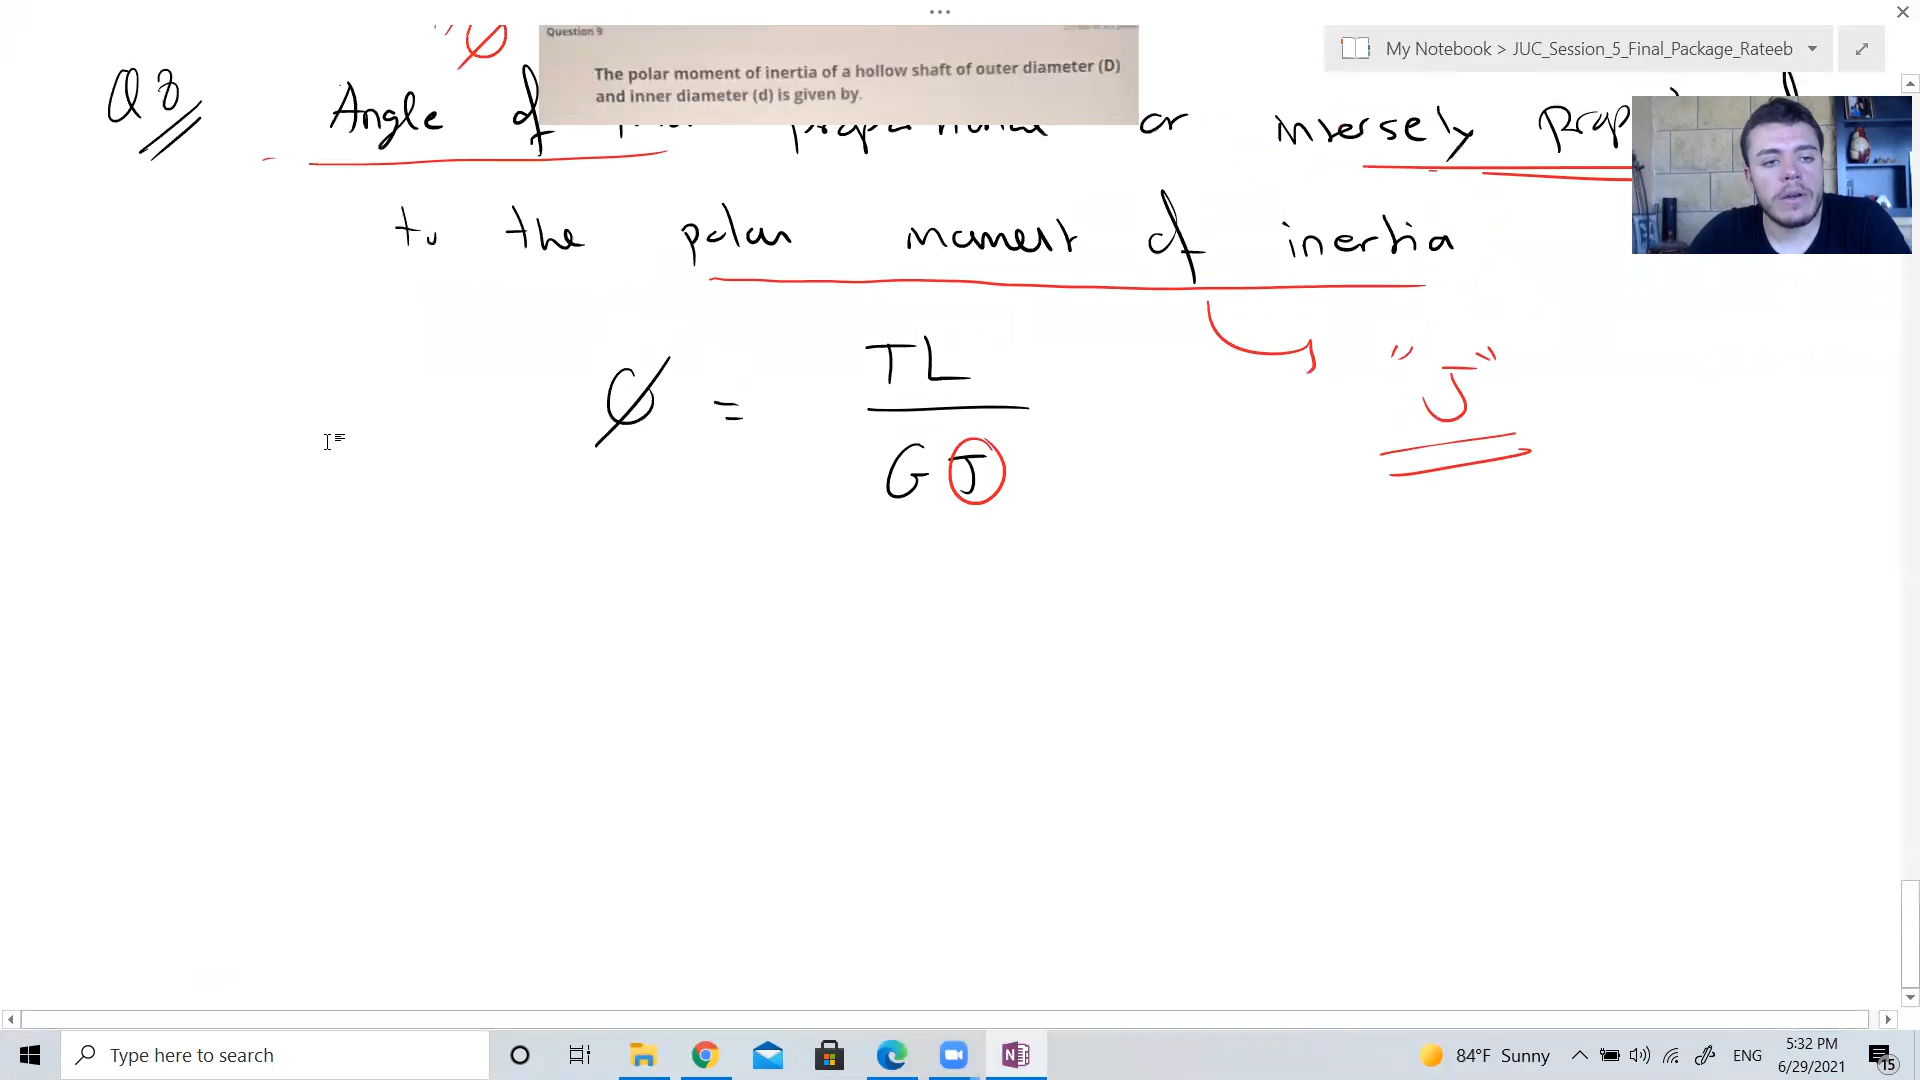 Question 9
The polar moment of inertia of a hollow shaft of outer diameter (D)
and inner diameter (d) is given by.
My Notebook > JUC_Session_5_Final_Package_Rateeb
"φ
Q8 Angle of or inversely
to the polar moment of inertia
φ = TL
GJ
"J"
Type here to search
84°F Sunny
ENG
5:32 PM
6/29/2021
15